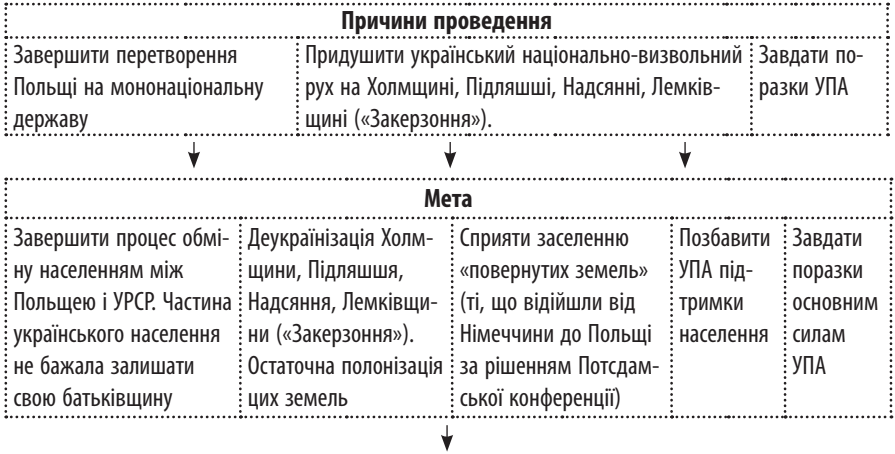 Причини проведення
Завершити перетворення
Польщі на мононаціональну
державу
Придушити український національно-визвольний
рух на Холмщині, Підляшші, Надсянні, Лемків-
щині («Закерзоння»).
Завдати по-
разки УПА
Мета
Завершити процес обмі-
ну населенням між
Польщею і УРСР. Частина
українського населення
не бажала залишати
свою батьківщину
Деукраїнізація Холм-
щини, Підляшшя,
Надсяння, Лемківщи-
ни («Закерзоння»).
Остаточна полонізація
цих земель
Сприяти заселенню
«повернутих земель»
(ті, що відійшли від
Німеччини до Польщі
за рішенням Потсдам-
ської конференції)
Позбавити
УПА під-
тримки
населення
Завдати
поразки
основним
силам
УПА